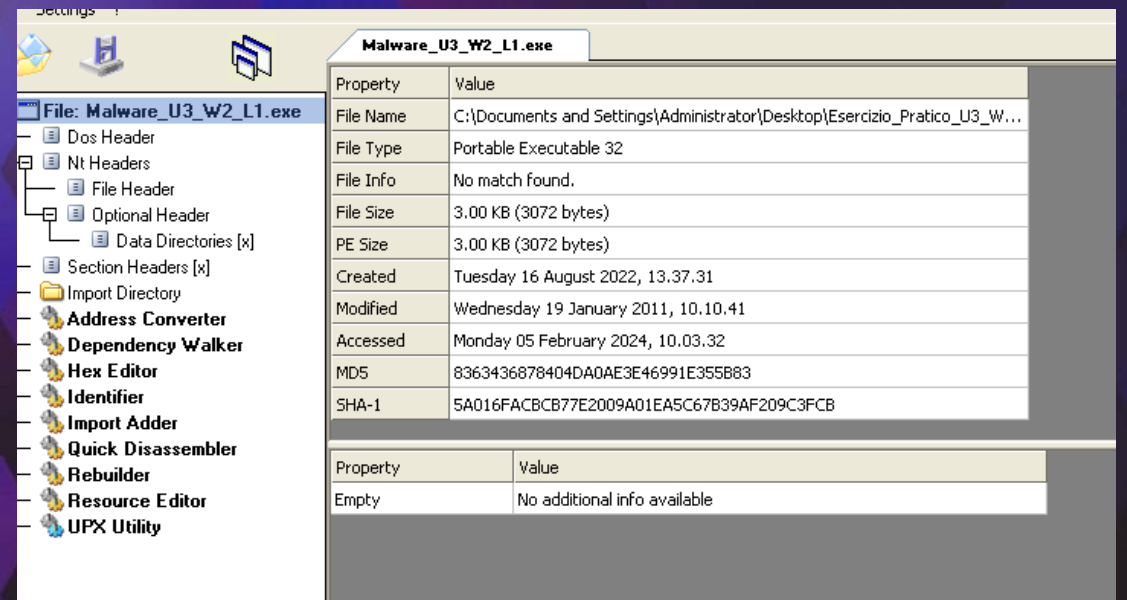 Settings ?
Malware_U3_W2_L1.exe
File: Malware_U3_W2_L1.exe
Dos Header
Nt Headers
File Header
Optional Header
Data Directories [x]
Section Headers [x]
Import Directory
Address Converter
Dependency Walker
Hex Editor
Identifier
Import Adder
Quick Disassembler
Rebuilder
Resource Editor
UPX Utility
Property Value
File Name C:\Documents and Settings\Administrator\Desktop\Esercizio_Pratico_U3_W...
File Type Portable Executable 32
File Info No match found.
File Size 3.00 KB (3072 bytes)
PE Size 3.00 KB (3072 bytes)
Created Tuesday 16 August 2022, 13.37.31
Modified Wednesday 19 January 2011, 10.10.41
Accessed Monday 05 February 2024, 10.03.32
MD5 8363436878404DA0AE3E46991E355B83
SHA-1 5A016FACBCB77E2009A01EA5C67B39AF209C3FCB
Property Value
Empty No additional info available